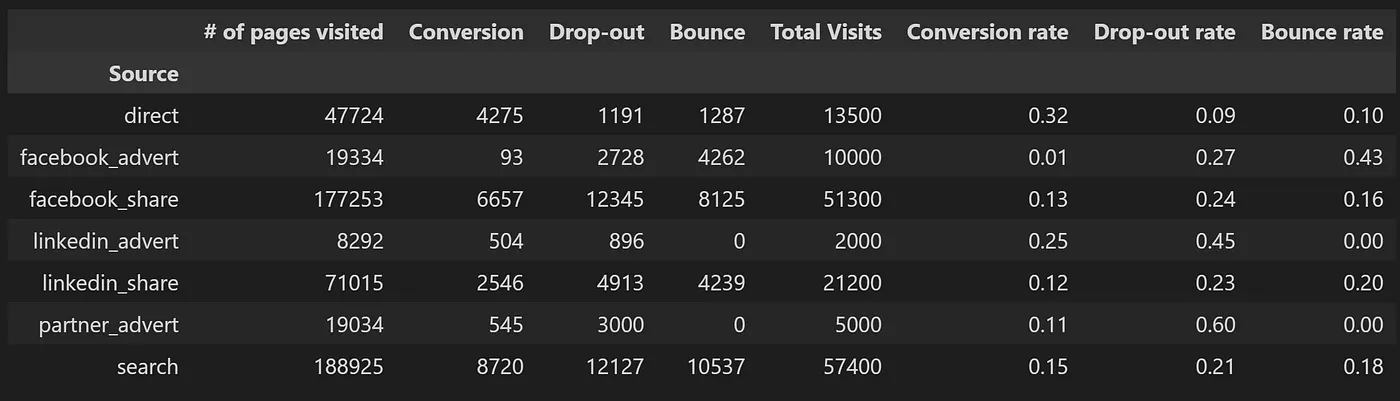 # of pages visited Conversion Drop-out Bounce Total Visits Conversion rate Drop-out rate Bounce rate
Source
direct 47724 4275 1191 1287 13500 0.32 0.09 0.10
facebook_advert 19334 93 2728 4262 10000 0.01 0.27 0.43
facebook_share 177253 6657 12345 8125 51300 0.13 0.24 0.16
linkedin_advert 8292 504 896 0 2000 0.25 0.45 0.00
linkedin_share 71015 2546 4913 4239 21200 0.12 0.23 0.20
partner_advert 19034 545 3000 0 5000 0.11 0.60 0.00
search 188925 8720 12127 10537 57400 0.15 0.21 0.18